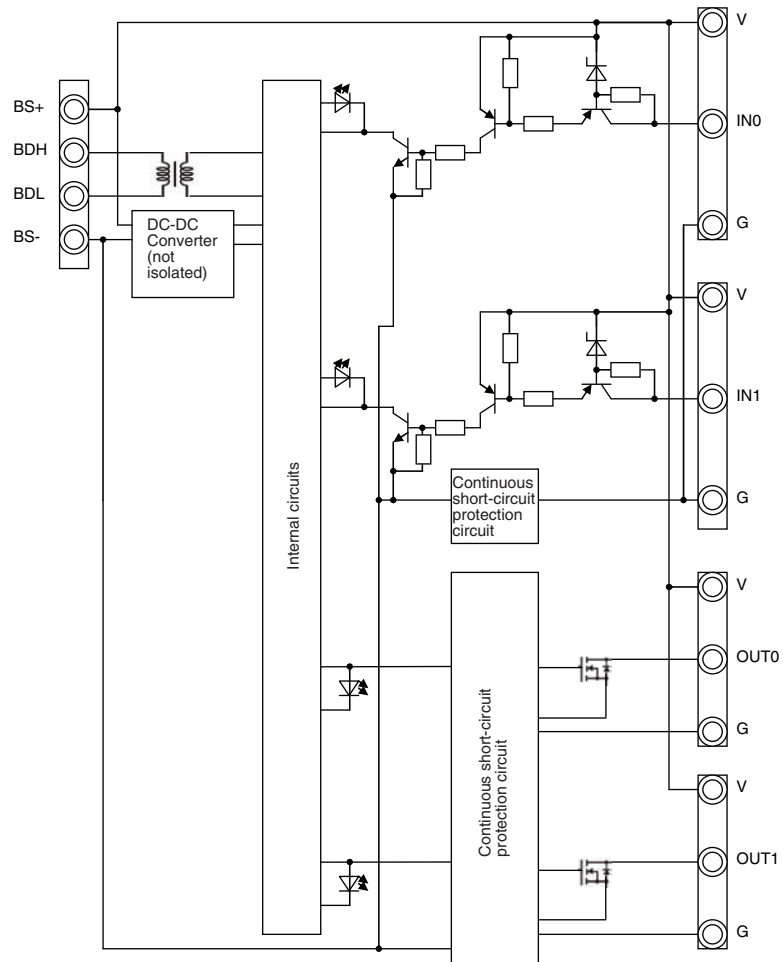 BS+
BDH
BDL
BS-
DC-DC
Converter
(not
isolated)
Internal circuits
Continuous
short-circuit
protection
circuit
Continuous short-circuit
protection circuit
V
IN0
G
V
IN1
G
V
OUT0
G
V
OUT1
G